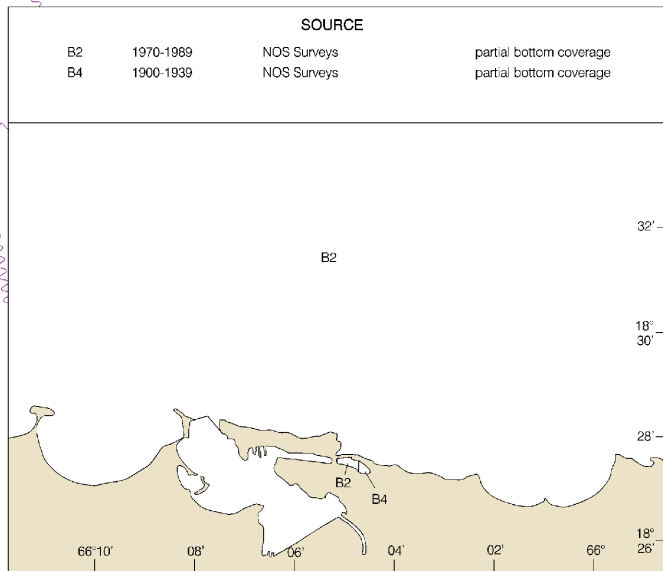 SOURCE
B2 1970-1989 NOS Surveys partial bottom coverage
B4 1900-1939 NOS Surveys partial bottom coverage
32'
B2
18°
30'
28'
B2
B4
66°10' 08' 06' 04' 02' 66°
18°
26'